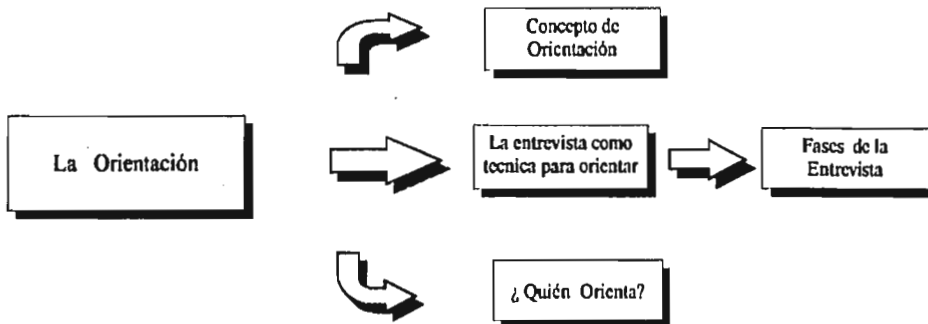 Concepto de
Orientación
La Orientación
La entrevista como
tecnica para orientar
Fases de la
Entrevista
¿ Quién Orienta?